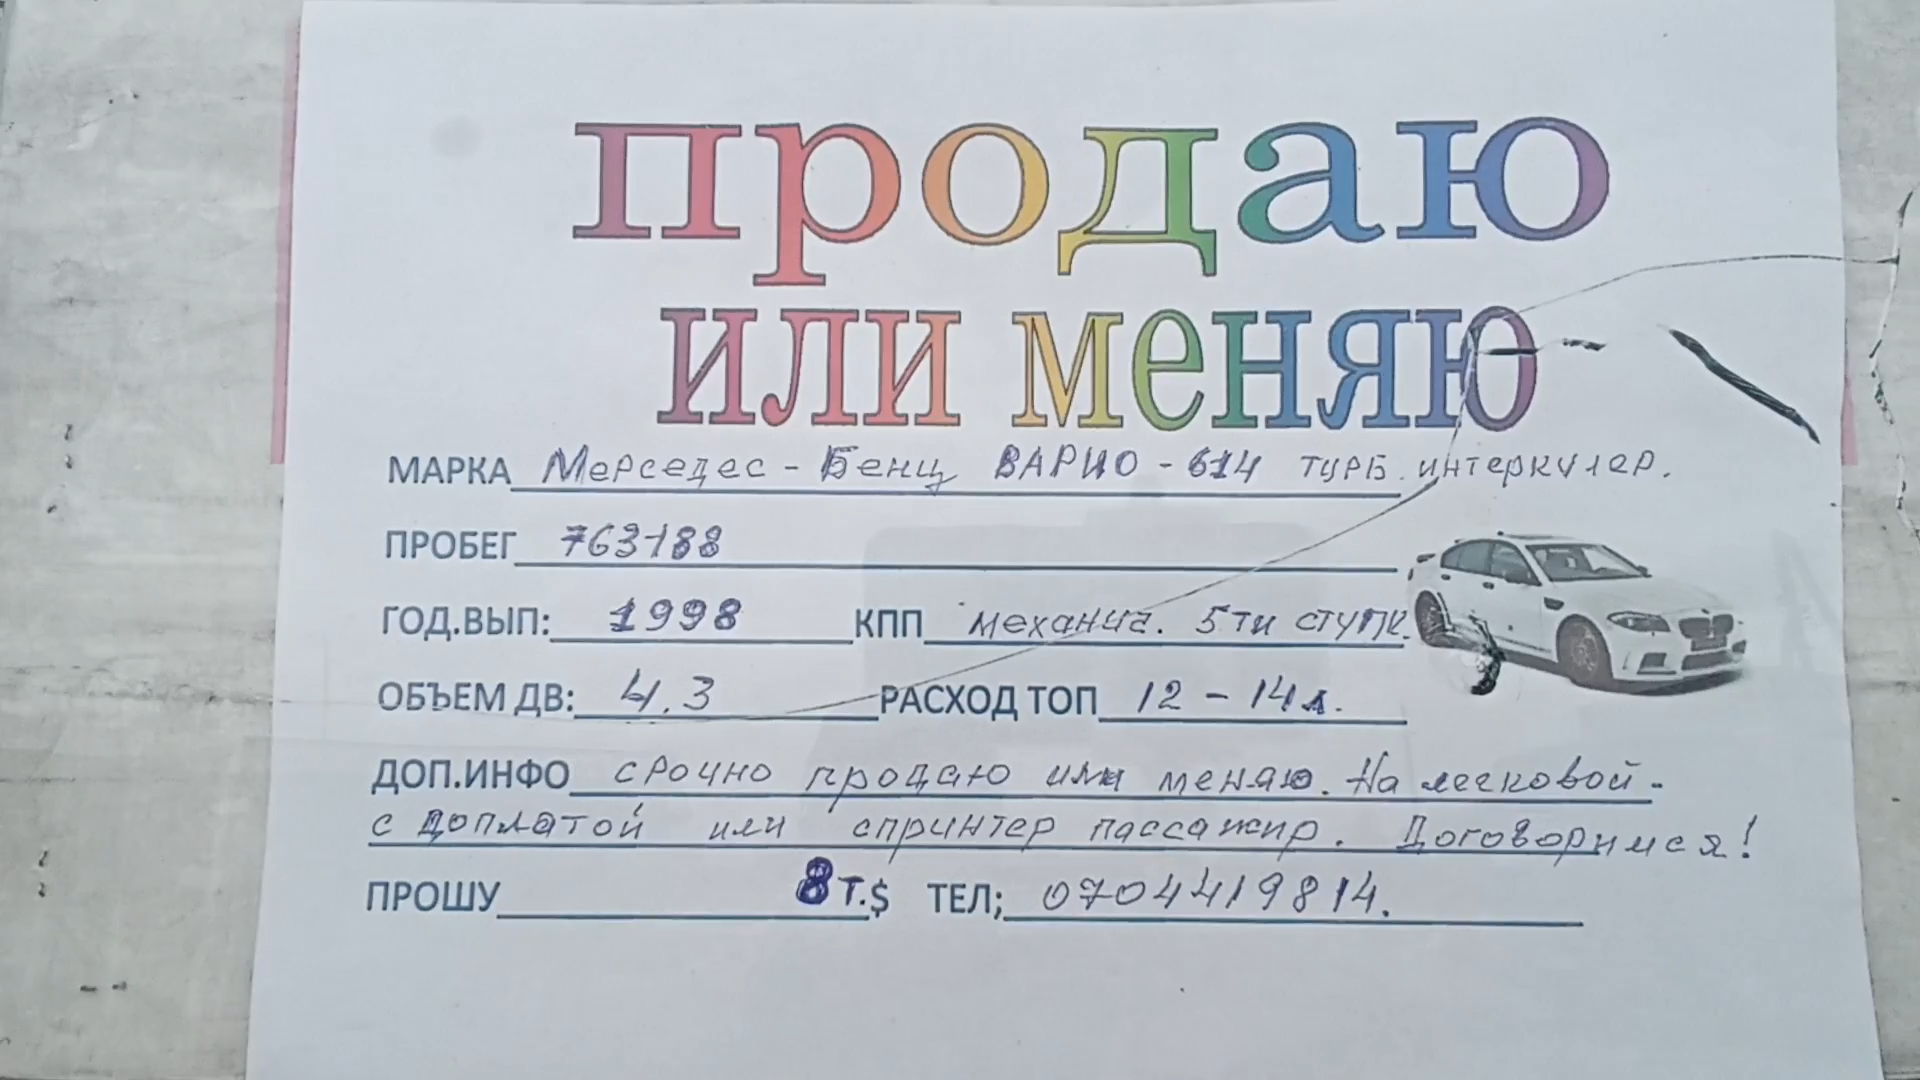 продаю
или меняю
МАРКА Мерседес - Бенц ВАРИО - 614 ТУРБ. интеркулер.
ПРОБЕГ 763188
ГОД.ВЫП: 1998 КПП механич. 5ти ступк.
ОБЪЕМ ДВ: 4.3 РАСХОД ТОП 12 - 14л.
ДОП.ИНФО срочно продаю или меняю. На легковой -
с доплатой или спринтер пассажир. Договоримся!
ПРОШУ 8т.$ ТЕЛ; 0704419814.